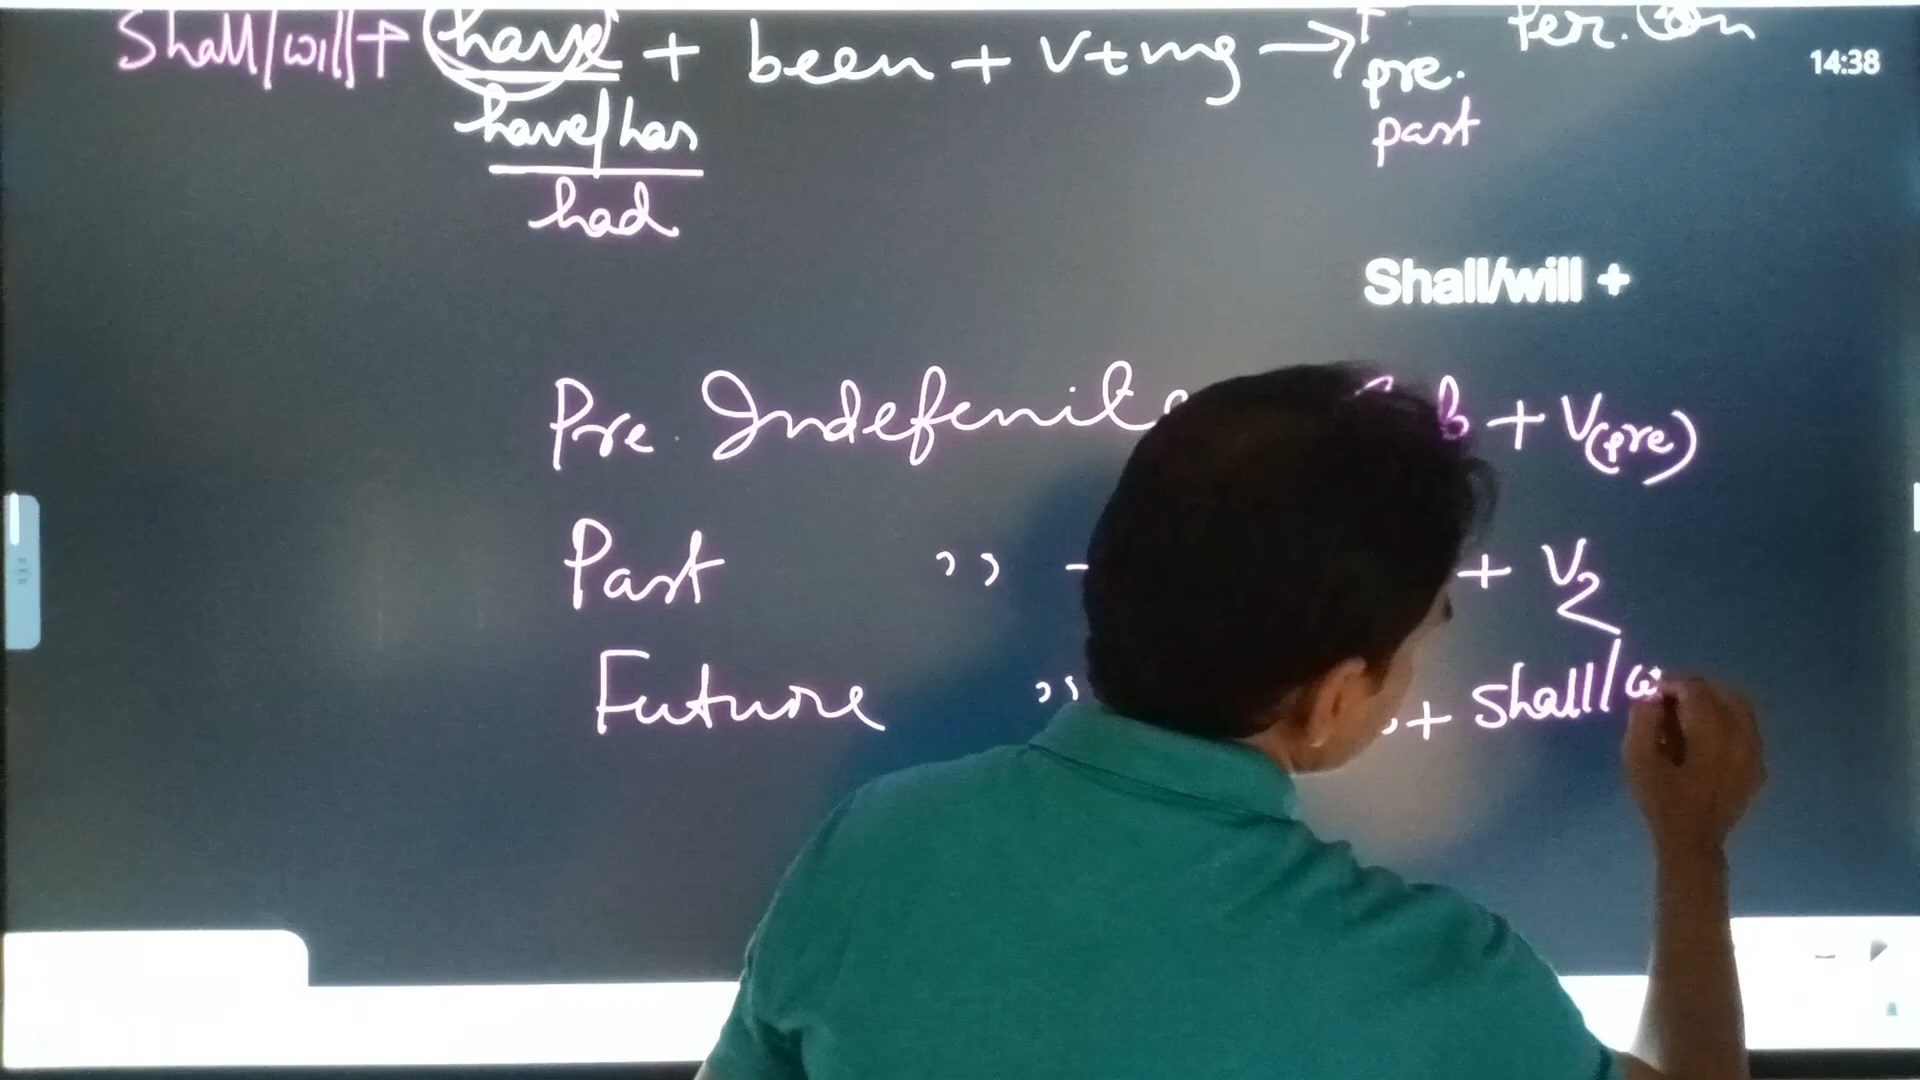 Shall/will + have + been + V+ing → Per. Con
14:38
pre.
have/has
past
had
Shall/will +
Pre. Indefenite b + V(pre)
Past ,, - + V2
Future ,, + Shall/w